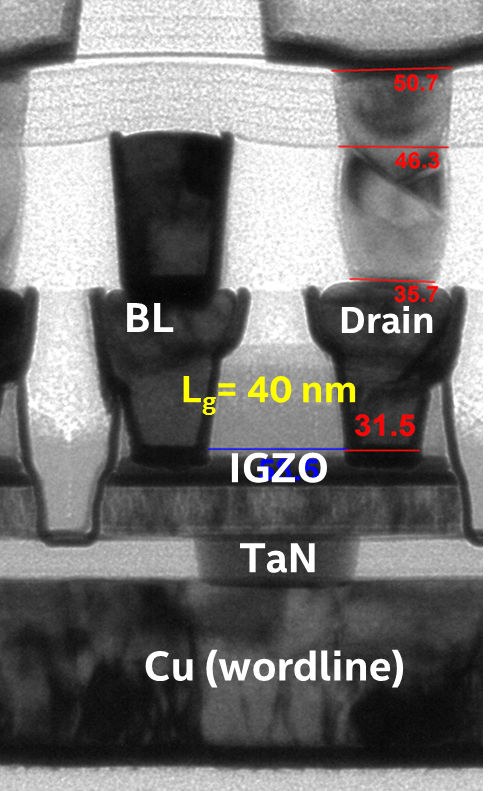 50.7
46.3
35.7
BL
Drain
Lg= 40 nm
31.5
IGZO
TaN
Cu (wordline)